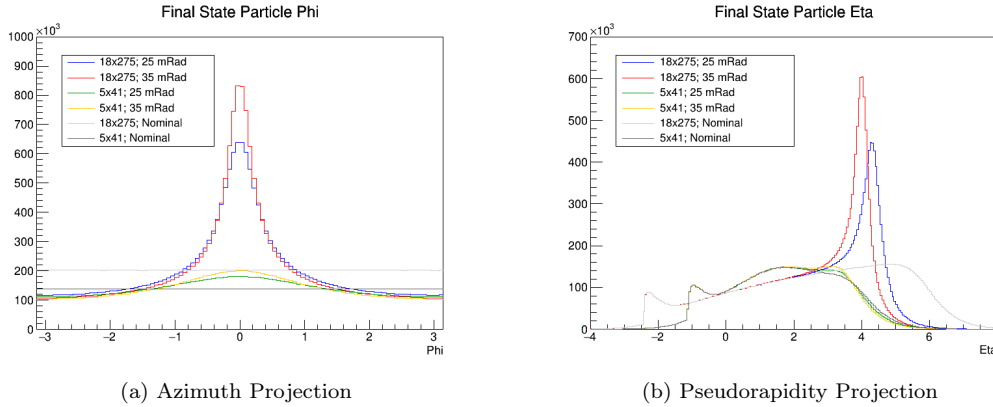 Final State Particle Phi
×10³
1000
900
800
700
600
500
400
300
200
100
0
18x275; 25 mRad
18x275; 35 mRad
5x41; 25 mRad
5x41; 35 mRad
18x275; Nominal
5x41; Nominal
−3 −2 −1 0 1 2 3
Phi
(a) Azimuth Projection
Final State Particle Eta
×10³
700
600
500
400
300
200
100
0
18x275; 25 mRad
18x275; 35 mRad
5x41; 25 mRad
5x41; 35 mRad
18x275; Nominal
5x41; Nominal
−4 −2 0 2 4 6
Eta
(b) Pseudorapidity Projection